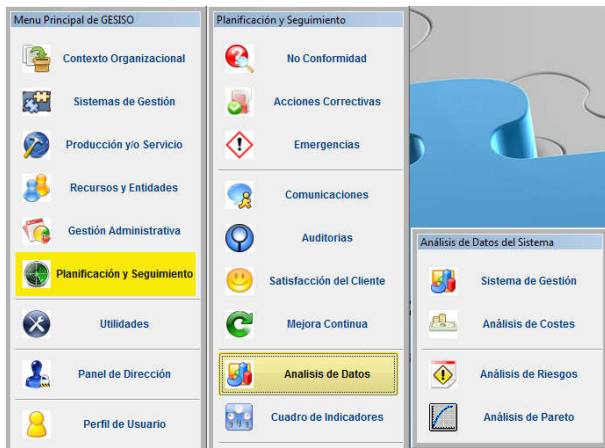 Menu Principal de GESISO
Contexto Organizacional
Sistemas de Gestión
Producción y/o Servicio
Recursos y Entidades
Gestión Administrativa
Planificación y Seguimiento
Utilidades
Panel de Dirección
Perfil de Usuario
Planificación y Seguimiento
No Conformidad
Acciones Correctivas
Emergencias
Comunicaciones
Auditorias
Satisfacción del Cliente
Mejora Continua
Analisis de Datos
Cuadro de Indicadores
Análisis de Datos del Sistema
Sistema de Gestión
Análisis de Costes
Análisis de Riesgos
Análisis de Pareto